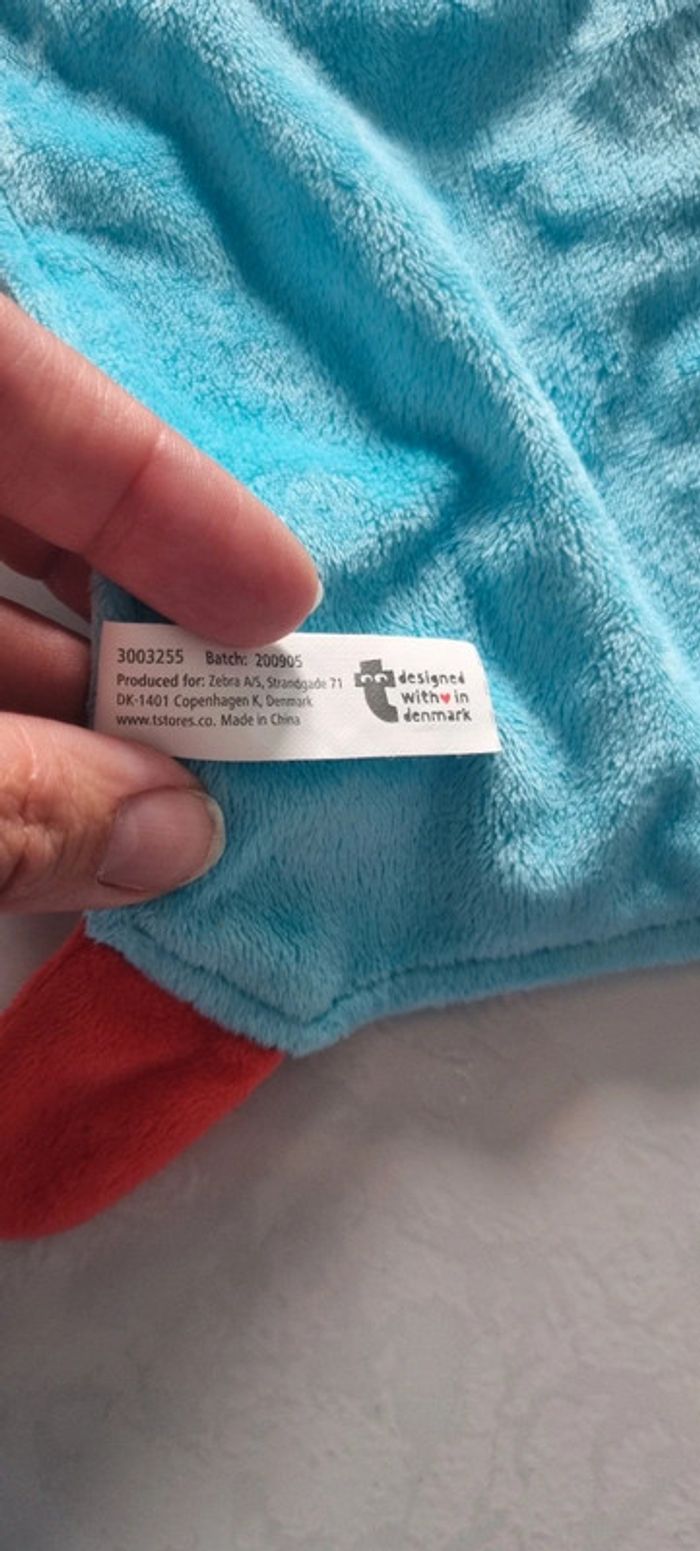 3003255 Batch: 200905
Produced for: Zebra A/S, Strandgade 71
DK-1401 Copenhagen K, Denmark
www.tstores.co. Made in China
t
designed
with♥in
denmark